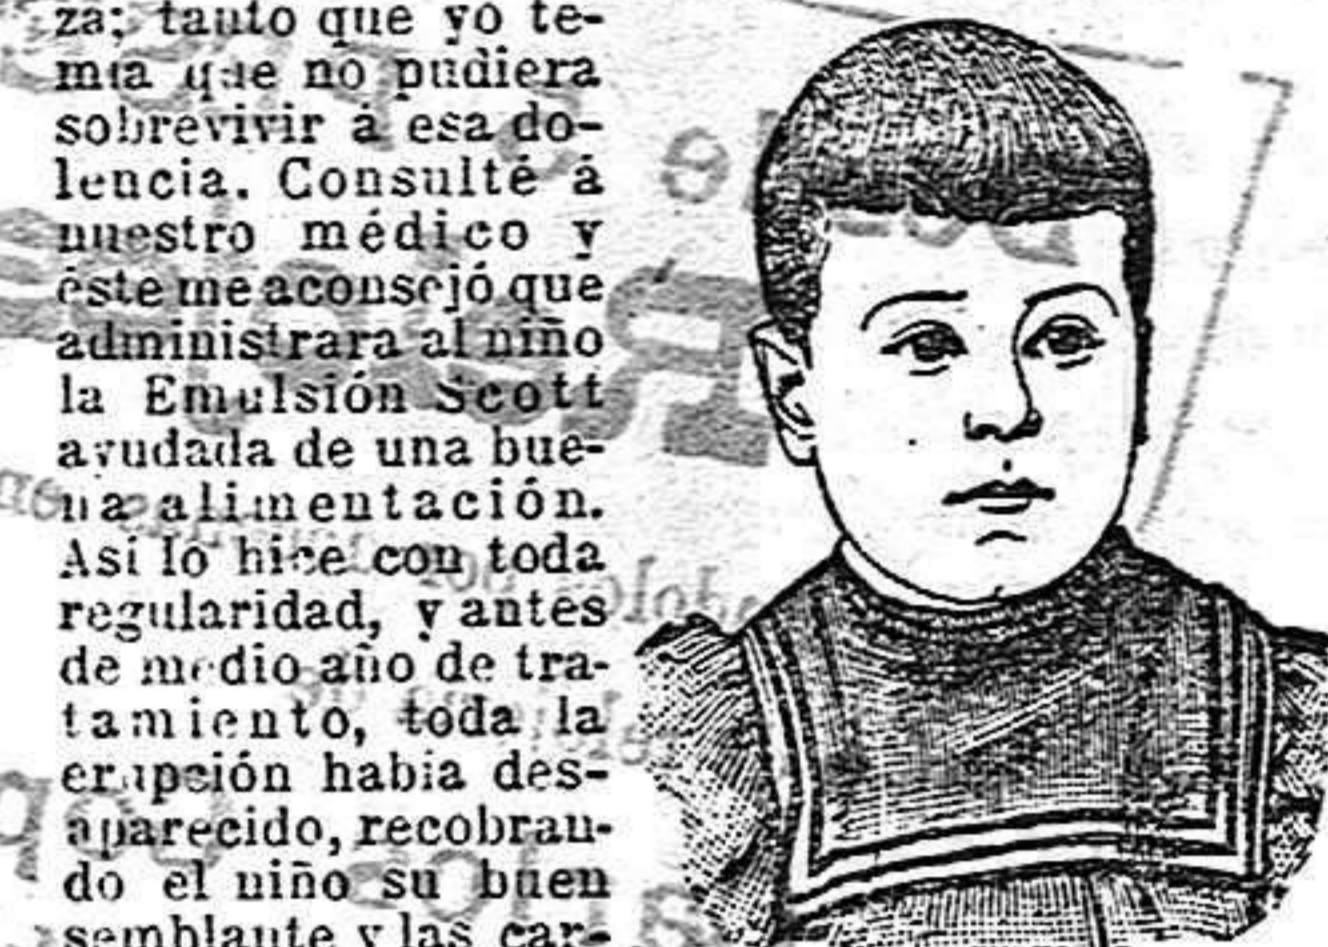 za; tanto que yo te-
mia que no pudiera
sobrevivir á esa do-
lencia. Consulté á
nuestro médico y
éste me aconsejó que
administrara al niño
la Emulsión Scott
ayudada de una bue-
na alimentación.
Así lo hice con toda
regularidad, y antes
de medio año de tra-
tamiento, toda la
erupción habia des-
aparecido, recobran-
do el niño su buen
semblante y las car-